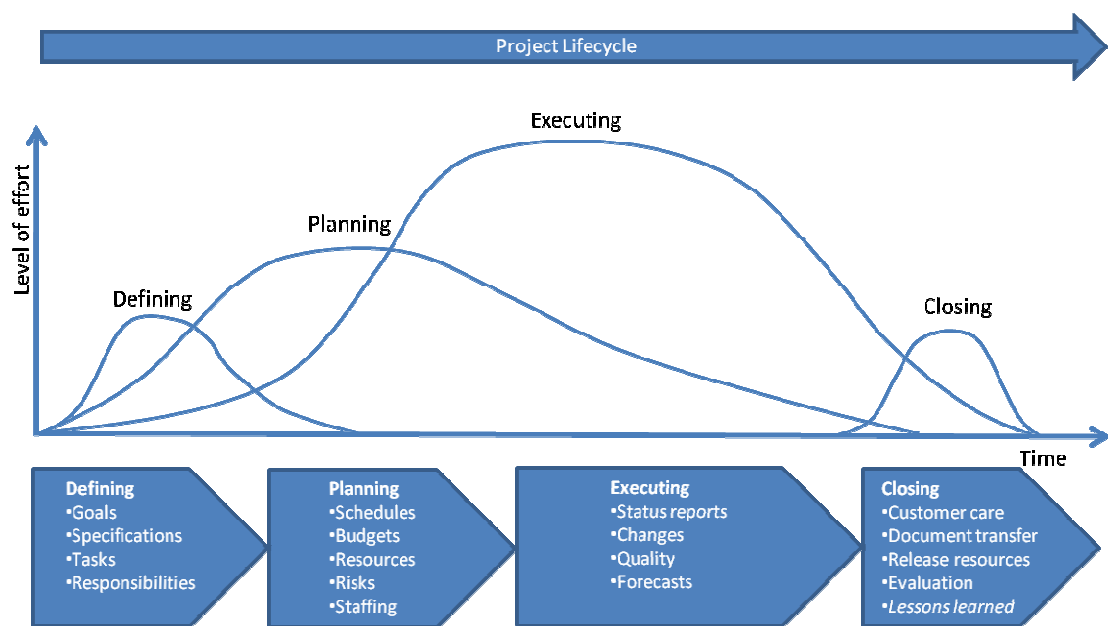 Project Lifecycle
Executing
Planning
Defining
Closing
Level of effort
Time
Defining
•Goals
•Specifications
•Tasks
•Responsibilities
Planning
•Schedules
•Budgets
•Resources
•Risks
•Staffing
Executing
•Status reports
•Changes
•Quality
•Forecasts
Closing
•Customer care
•Document transfer
•Release resources
•Evaluation
•Lessons learned